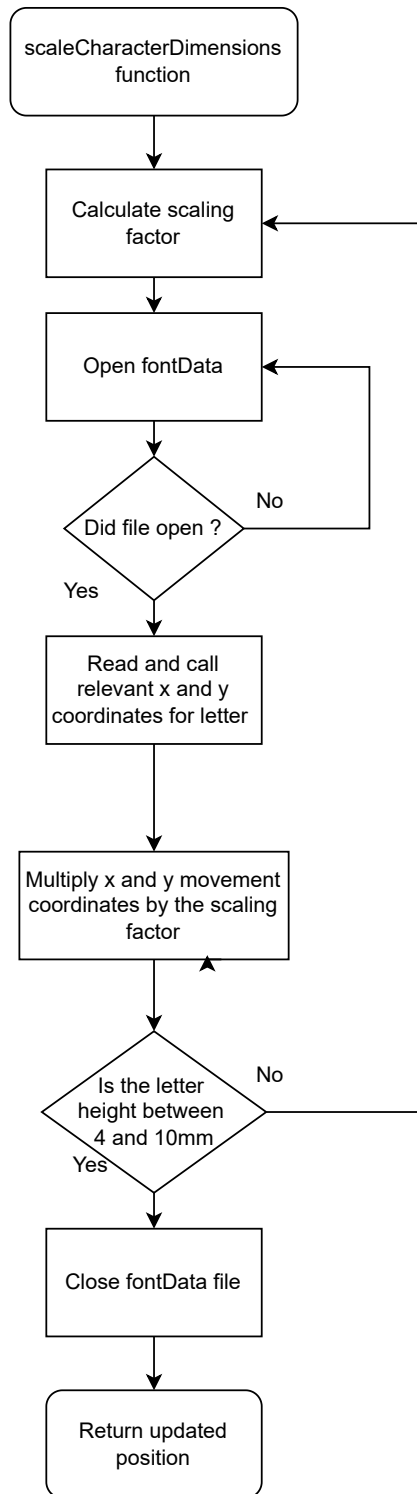 scaleCharacterDimensions
function
Calculate scaling
factor
Open fontData
Did file open ?
No
Yes
Read and call
relevant x and y
coordinates for letter
Multiply x and y movement
coordinates by the scaling
factor
Is the letter
height between
4 and 10mm
No
Yes
Close fontData file
Return updated
position